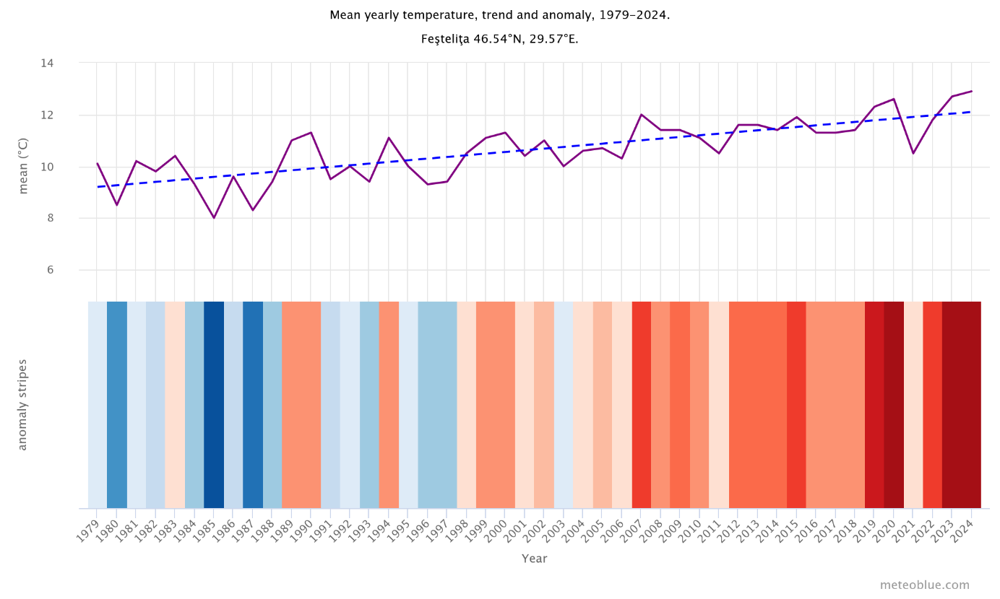 Mean yearly temperature, trend and anomaly, 1979–2024.
Feştelița 46.54°N, 29.57°E.
14
12
10
8
6
mean (°C)
anomaly stripes
1979 1980 1981 1982 1983 1984 1985 1986 1987 1988 1989 1990 1991 1992 1993 1994 1995 1996 1997 1998 1999 2000 2001 2002 2003 2004 2005 2006 2007 2008 2009 2010 2011 2012 2013 2014 2015 2016 2017 2018 2019 2020 2021 2022 2023 2024
Year
meteoblue.com